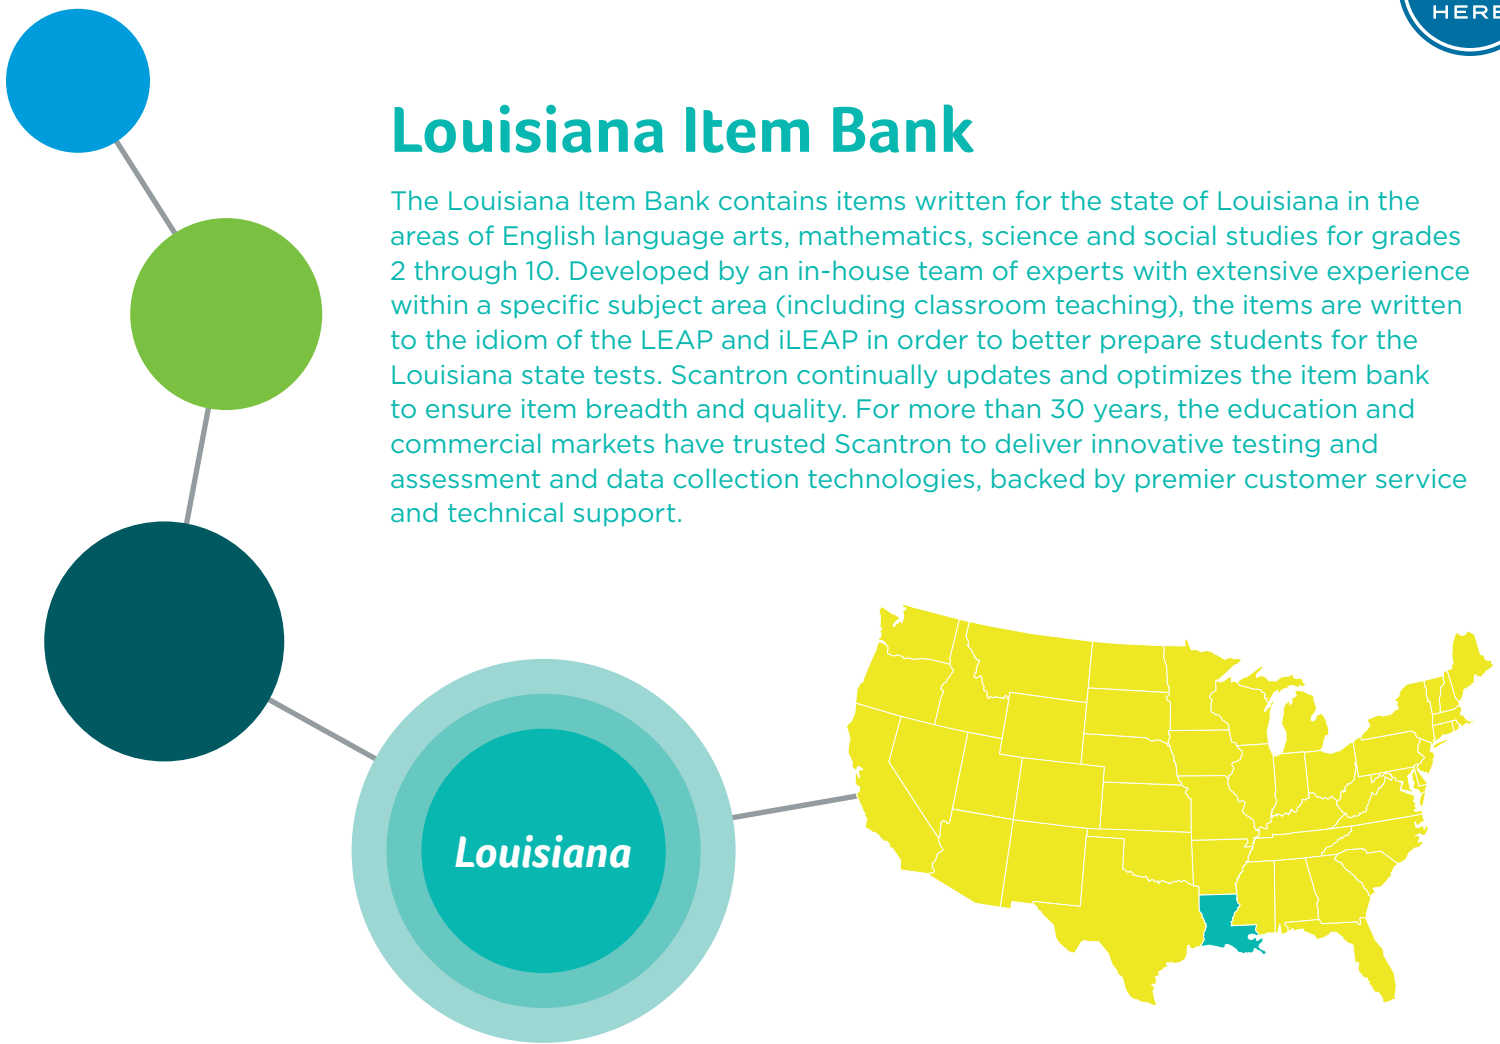 HERE
Louisiana Item Bank
The Louisiana Item Bank contains items written for the state of Louisiana in the
areas of English language arts, mathematics, science and social studies for grades
2 through 10. Developed by an in-house team of experts with extensive experience
within a specific subject area (including classroom teaching), the items are written
to the idiom of the LEAP and iLEAP in order to better prepare students for the
Louisiana state tests. Scantron continually updates and optimizes the item bank
to ensure item breadth and quality. For more than 30 years, the education and
commercial markets have trusted Scantron to deliver innovative testing and
assessment and data collection technologies, backed by premier customer service
and technical support.
Louisiana